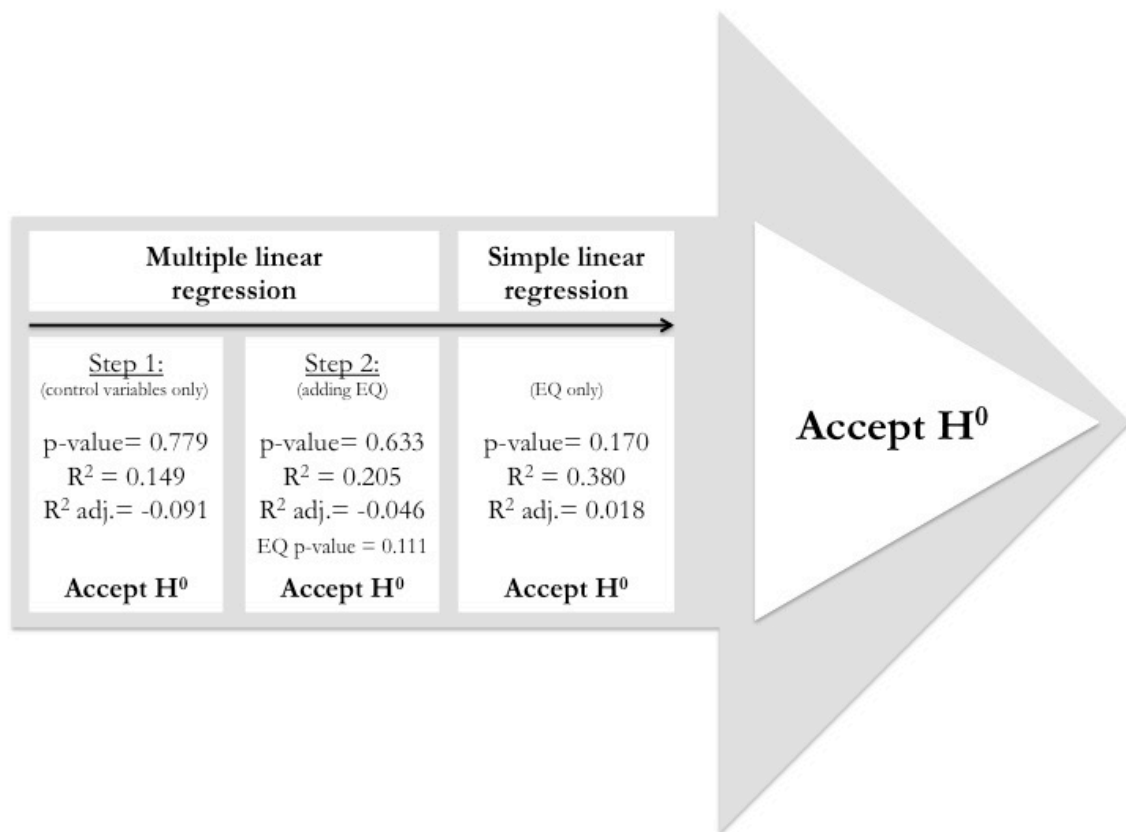 Multiple linear
regression
Simple linear
regression
Step 1:
(control variables only)
p-value= 0.779
R² = 0.149
R² adj.= -0.091
Accept H⁰
Step 2:
(adding EQ)
p-value= 0.633
R² = 0.205
R² adj.= -0.046
EQ p-value = 0.111
Accept H⁰
(EQ only)
p-value= 0.170
R² = 0.380
R² adj.= 0.018
Accept H⁰
Accept H⁰